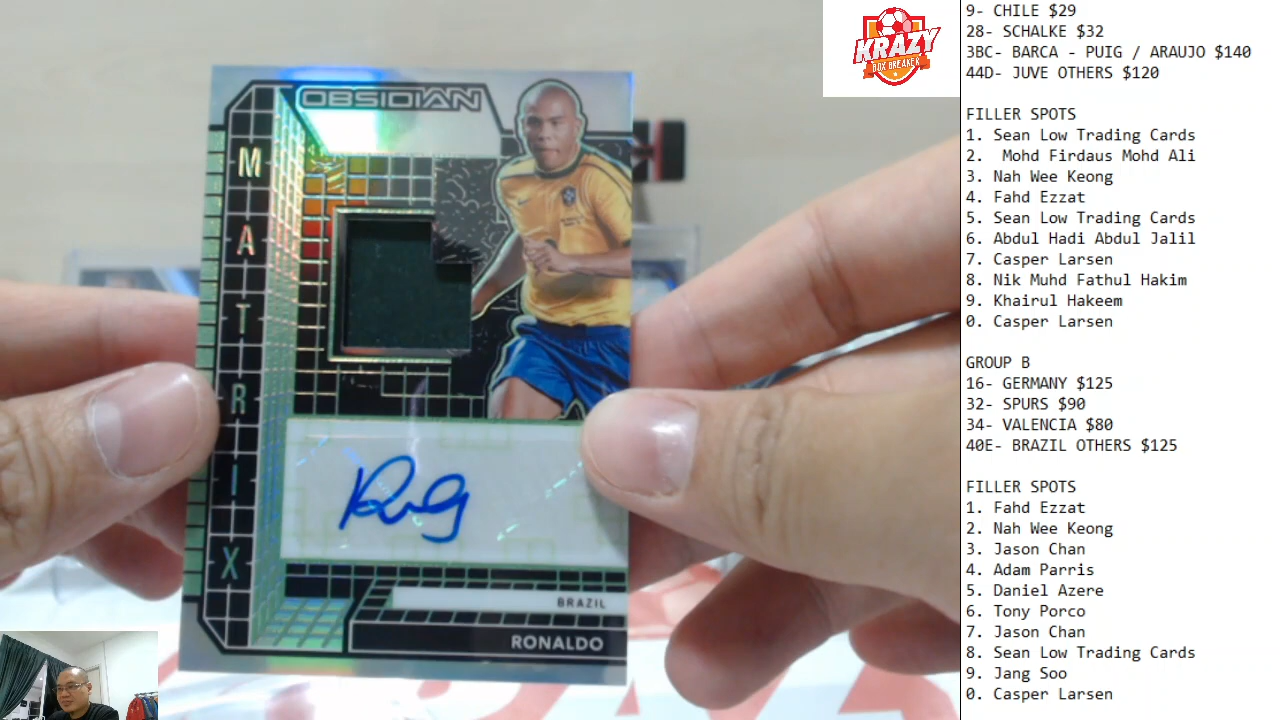 OBSIDIAN
MATRIX
BRAZIL
RONALDO
KRAZY
BOX BREAKER
9- CHILE $29
28- SCHALKE $32
3BC- BARCA - PUIG / ARAUJO $140
44D- JUVE OTHERS $120
FILLER SPOTS
1. Sean Low Trading Cards
2.  Mohd Firdaus Mohd Ali
3. Nah Wee Keong
4. Fahd Ezzat
5. Sean Low Trading Cards
6. Abdul Hadi Abdul Jalil
7. Casper Larsen
8. Nik Muhd Fathul Hakim
9. Khairul Hakeem
0. Casper Larsen
GROUP B
16- GERMANY $125
32- SPURS $90
34- VALENCIA $80
40E- BRAZIL OTHERS $125
FILLER SPOTS
1. Fahd Ezzat
2. Nah Wee Keong
3. Jason Chan
4. Adam Parris
5. Daniel Azere
6. Tony Porco
7. Jason Chan
8. Sean Low Trading Cards
9. Jang Soo
0. Casper Larsen